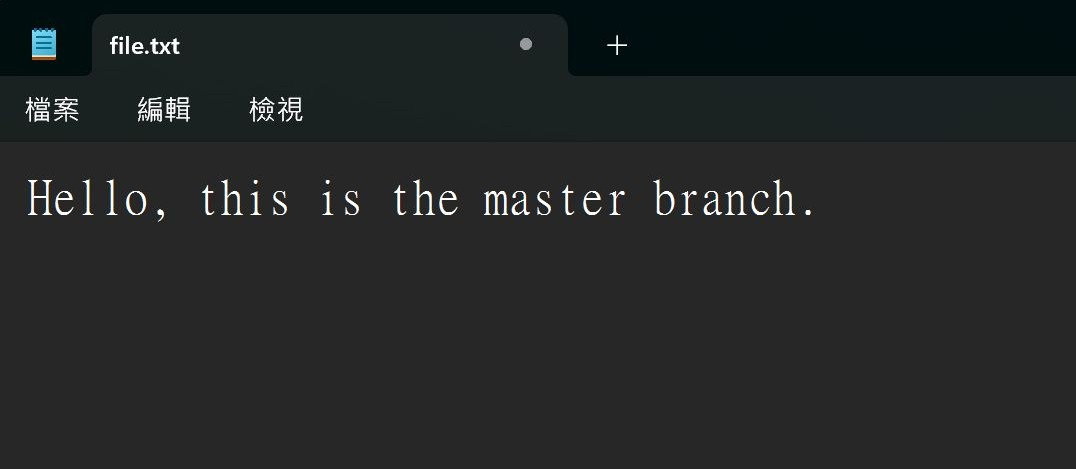 file.txt
檔案 編輯 檢視
Hello, this is the master branch.